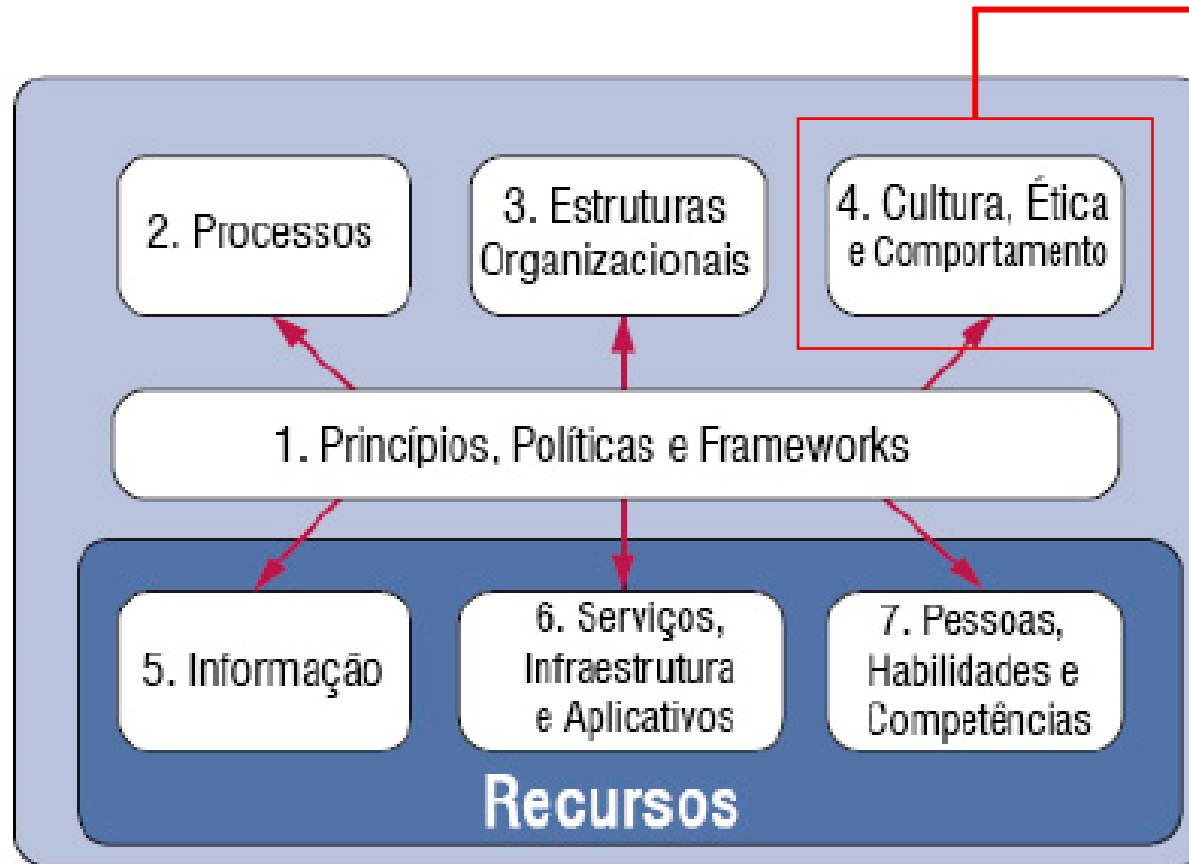 2. Processos
3. Estruturas
Organizacionais
4. Cultura, Ética
e Comportamento
1. Princípios, Políticas e Frameworks
5. Informação
6. Serviços,
Infraestrutura
e Aplicativos
7. Pessoas,
Habilidades e
Competências
Recursos